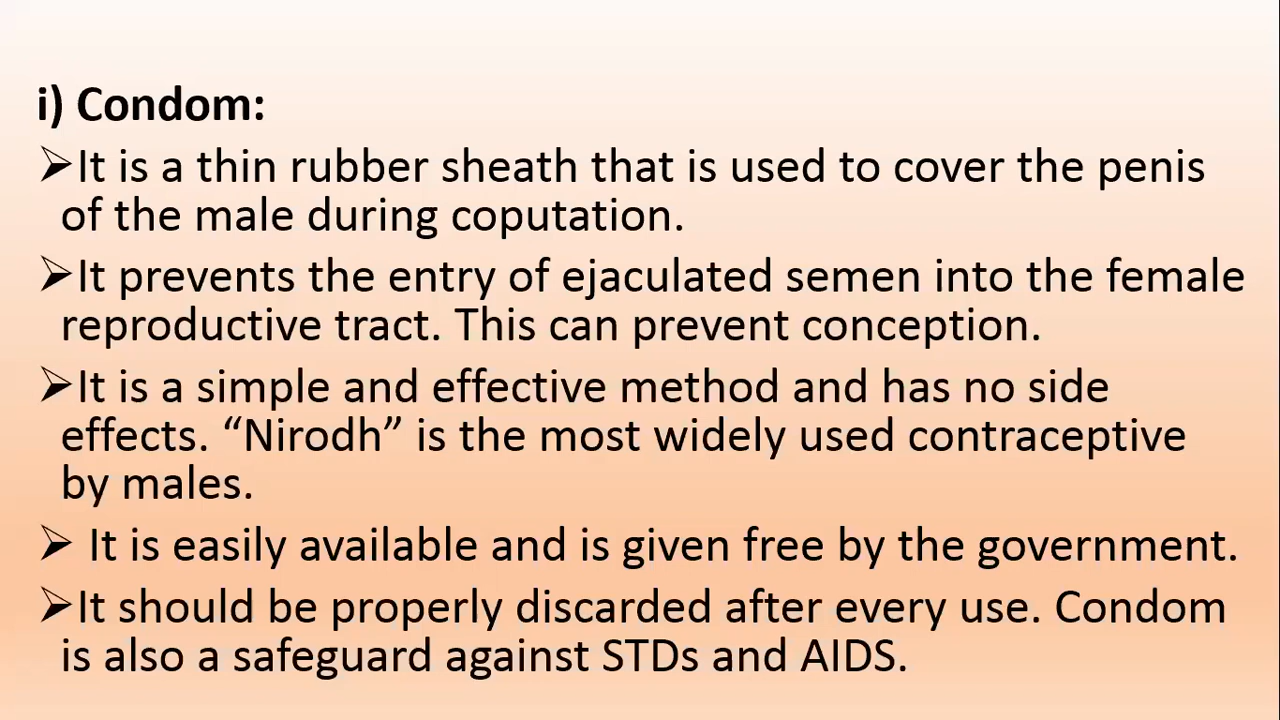 i) Condom:
➢It is a thin rubber sheath that is used to cover the penis
of the male during coputation.
➢It prevents the entry of ejaculated semen into the female
reproductive tract. This can prevent conception.
➢It is a simple and effective method and has no side
effects. “Nirodh” is the most widely used contraceptive
by males.
➢ It is easily available and is given free by the government.
➢It should be properly discarded after every use. Condom
is also a safeguard against STDs and AIDS.